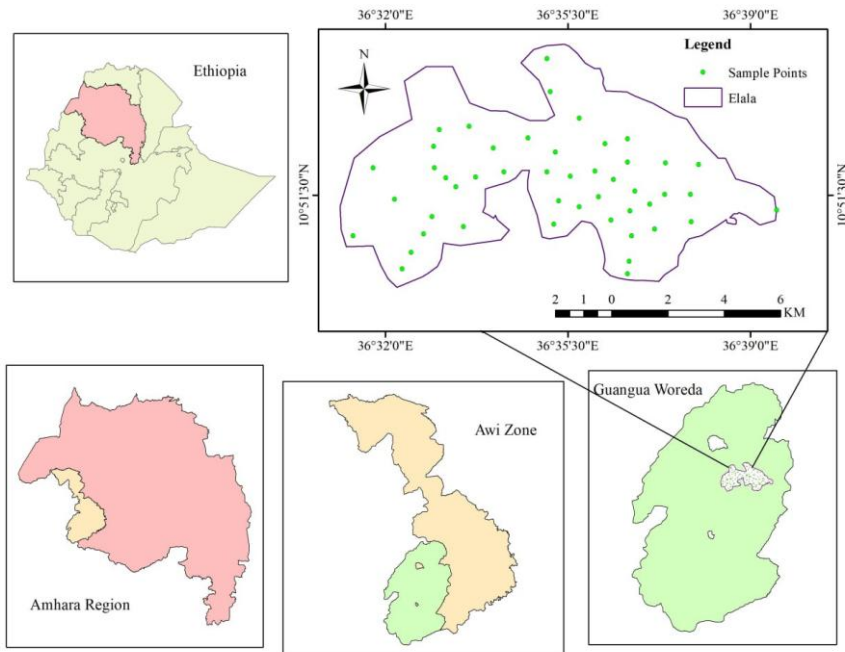 Ethiopia
36°32'0"E 36°35'30"E 36°39'0"E
N
Legend
Sample Points
Elala
10°51'30"N
10°51'30"N
2 1 0 2 4 6
KM
36°32'0"E 36°35'30"E 36°39'0"E
Amhara Region
Awi Zone
Guangua Woreda